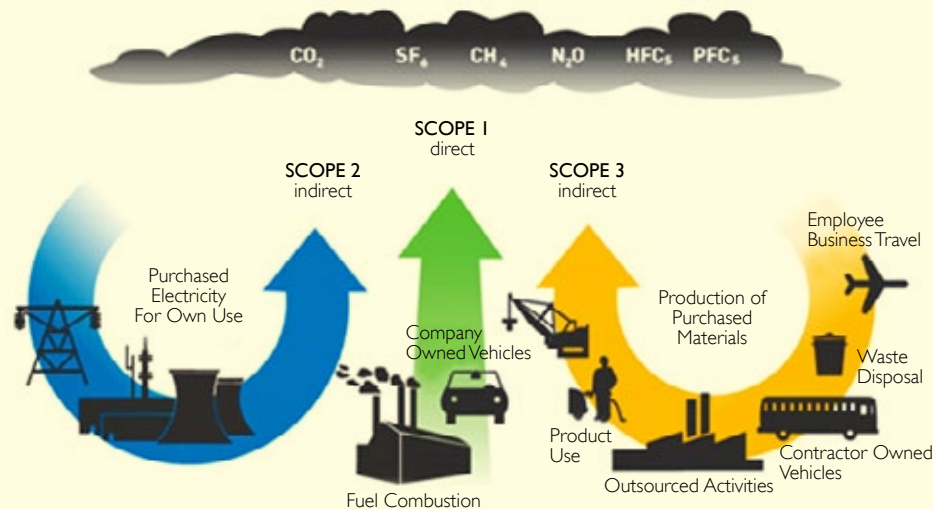 CO₂ SF₆ CH₄ N₂O HFCs PFCs
SCOPE 1
direct
SCOPE 2
indirect
SCOPE 3
indirect
Purchased
Electricity
For Own Use
Company
Owned Vehicles
Fuel Combustion
Production of
Purchased
Materials
Employee
Business Travel
Waste
Disposal
Contractor Owned
Vehicles
Outsourced Activities
Product
Use